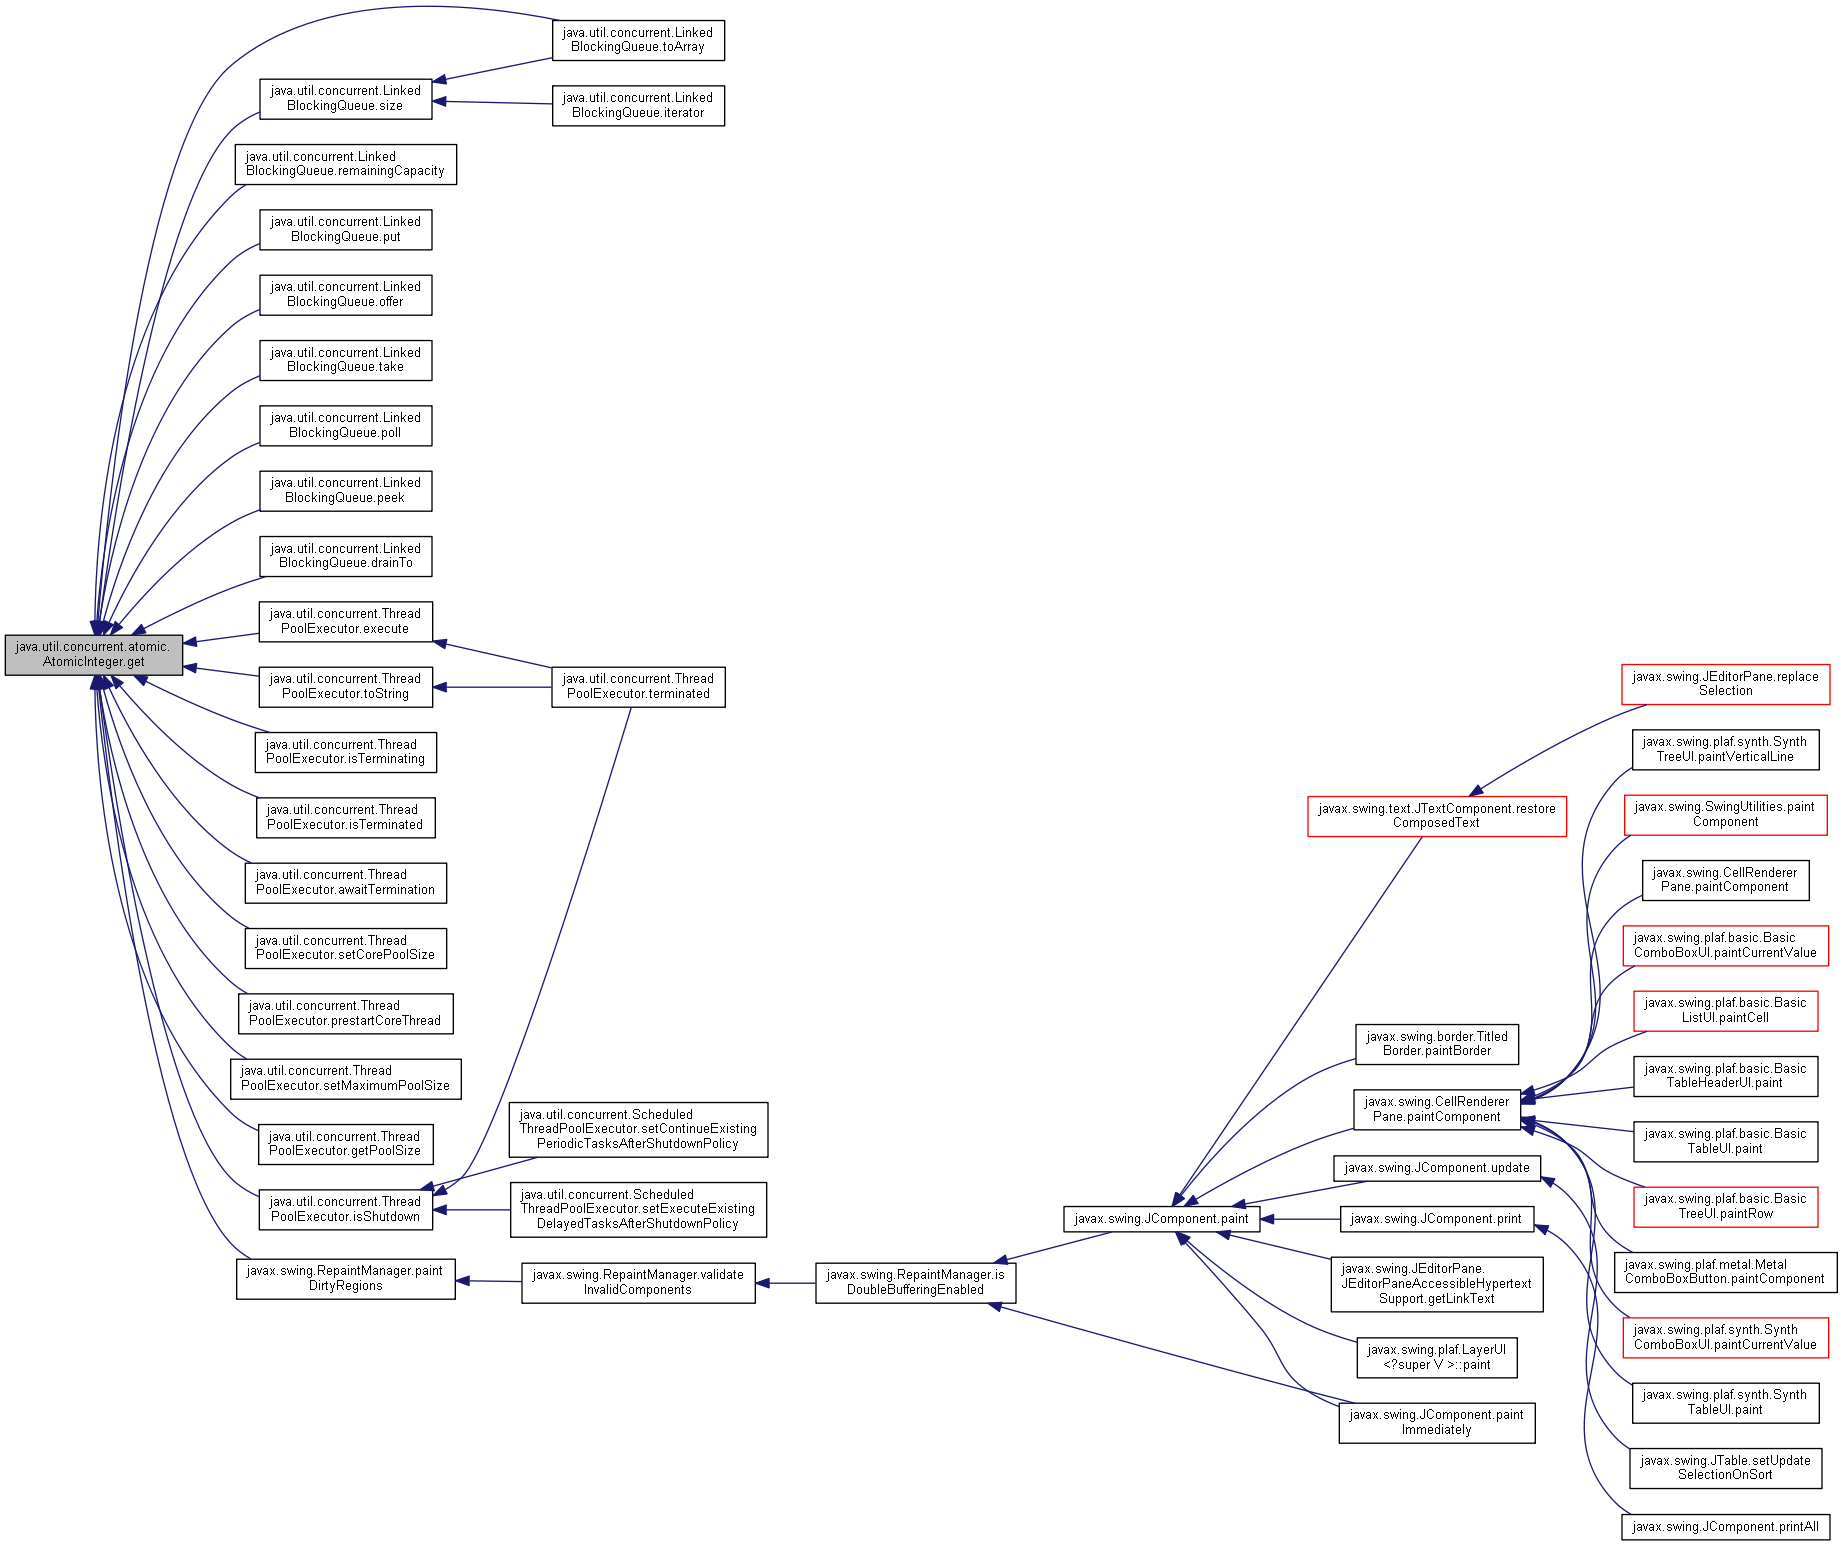 java.util.concurrent.Linked
BlockingQueue.toArray
java.util.concurrent.Linked
BlockingQueue.size
java.util.concurrent.Linked
BlockingQueue.iterator
java.util.concurrent.Linked
BlockingQueue.remainingCapacity
java.util.concurrent.Linked
BlockingQueue.put
java.util.concurrent.Linked
BlockingQueue.offer
java.util.concurrent.Linked
BlockingQueue.take
java.util.concurrent.Linked
BlockingQueue.poll
java.util.concurrent.Linked
BlockingQueue.peek
java.util.concurrent.Linked
BlockingQueue.drainTo
java.util.concurrent.atomic.
AtomicInteger.get
java.util.concurrent.Thread
PoolExecutor.execute
java.util.concurrent.Thread
PoolExecutor.toString
java.util.concurrent.Thread
PoolExecutor.terminated
java.util.concurrent.Thread
PoolExecutor.isTerminating
java.util.concurrent.Thread
PoolExecutor.isTerminated
java.util.concurrent.Thread
PoolExecutor.awaitTermination
java.util.concurrent.Thread
PoolExecutor.setCorePoolSize
java.util.concurrent.Thread
PoolExecutor.prestartCoreThread
java.util.concurrent.Thread
PoolExecutor.setMaximumPoolSize
java.util.concurrent.Thread
PoolExecutor.getPoolSize
java.util.concurrent.Thread
PoolExecutor.isShutdown
java.util.concurrent.Scheduled
ThreadPoolExecutor.setContinueExisting
PeriodicTasksAfterShutdownPolicy
java.util.concurrent.Scheduled
ThreadPoolExecutor.setExecuteExisting
DelayedTasksAfterShutdownPolicy
javax.swing.RepaintManager.paint
DirtyRegions
javax.swing.RepaintManager.validate
InvalidComponents
javax.swing.RepaintManager.is
DoubleBufferingEnabled
javax.swing.JComponent.paint
javax.swing.text.JTextComponent.restore
ComposedText
javax.swing.border.Titled
Border.paintBorder
javax.swing.CellRenderer
Pane.paintComponent
javax.swing.JComponent.update
javax.swing.JComponent.print
javax.swing.JEditorPane.
JEditorPaneAccessibleHypertext
Support.getLinkText
javax.swing.plaf.LayerUI
<?super V >::paint
javax.swing.JComponent.paint
Immediately
javax.swing.JEditorPane.replace
Selection
javax.swing.plaf.synth.Synth
TreeUI.paintVerticalLine
javax.swing.SwingUtilities.paint
Component
javax.swing.CellRenderer
Pane.paintComponent
javax.swing.plaf.basic.Basic
ComboBoxUI.paintCurrentValue
javax.swing.plaf.basic.Basic
ListUI.paintCell
javax.swing.plaf.basic.Basic
TableHeaderUI.paint
javax.swing.plaf.basic.Basic
TableUI.paint
javax.swing.plaf.basic.Basic
TreeUI.paintRow
javax.swing.plaf.metal.Metal
ComboBoxButton.paintComponent
javax.swing.plaf.synth.Synth
ComboBoxUI.paintCurrentValue
javax.swing.plaf.synth.Synth
TableUI.paint
javax.swing.JTable.setUpdate
SelectionOnSort
javax.swing.JComponent.printAll